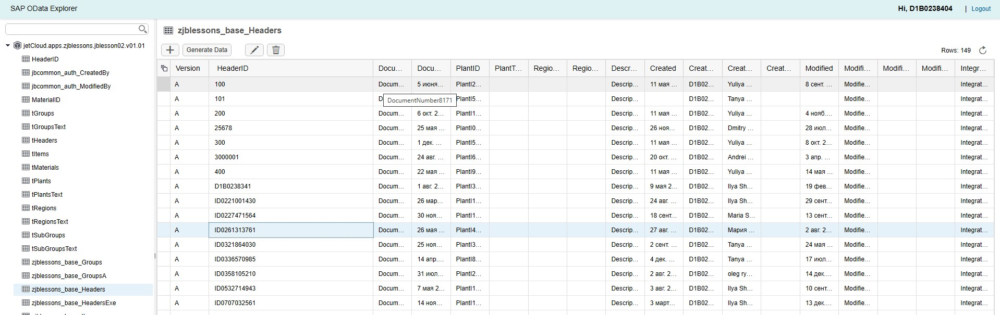 SAP OData Explorer
Hi, D1B0238404 | Logout
jetCloud.apps.zjblessons.jblesson02.v01.01
HeaderID
jbcommon_auth_CreatedBy
jbcommon_auth_ModifiedBy
MaterialID
tGroups
tGroupsText
tHeaders
tItems
tMaterials
tPlants
tPlantsText
tRegions
tRegionsText
tSubGroups
tSubGroupsText
zjblessons_base_Groups
zjblessons_base_GroupsA
zjblessons_base_Headers
zjblessons_base_HeadersExe
zjblessons_base_Headers
Generate Data
Rows: 149
Version HeaderID Docu... Docu... PlantID PlantT... Regio... Regio... Descr... Created Creat... Creat... Creat... Modified Modifi... Modifi... Modifi... Integr...
A 100 Docum... 5 июня... PlantI2... Descrip... 11 мая ... D1B02... Yuliya ... 8 сент. ... Modifie... Integrat...
A 101 D PlantI5... Descrip... D1B02... Tanya ... Modifie... Integrat...
DocumentNumber8171
A 200 Docum... 6 окт. 2... PlantI1... Descrip... 11 мая ... D1B02... Yuliya ... 4 нояб.... Modifie... Integrat...
A 25678 Docum... 25 мая ... PlantI0... Descrip... 26 ноя... D1B02... Dmitry ... 28 июл... Modifie... Integrat...
A 300 Docum... 1 дек. ... PlantI5... Descrip... 11 мая ... D1B02... Yuliya ... 8 окт. 2... Modifie... Integrat...
A 3000001 Docum... 24 авг. ... PlantI6... Descrip... 20 окт. ... D1B02... Andrei ... 3 апр. ... Modifie... Integrat...
A 400 Docum... 22 мая ... PlantI9... Descrip... 11 мая ... D1B02... Yuliya ... 14 мая ... Modifie... Integrat...
A D1B0238341 Docum... 1 авг. 2... PlantI3... Descrip... 9 мая 2... D1B02... Ilya Sh... 19 фев... Modifie... Integrat...
A ID0221001430 Docum... 26 мар... PlantI1... Descrip... 24 авг. ... D1B02... Ilya Sh... 29 сент... Modifie... Integrat...
A ID0227471564 Docum... 30 ноя... PlantI1... Descrip... 18 сент... D1B02... Maria S... 13 сент... Modifie... Integrat...
A ID0261313761 Docum... 26 мая ... PlantI4... Descrip... 27 авг. ... D1B02... Мария ... 2 авг. 2... Modifie... Integrat...
A ID0321864030 Docum... 25 ноя... PlantI3... Descrip... 2 сент. ... D1B02... Tanya ... 24 мая ... Modifie... Integrat...
A ID0336570985 Docum... 14 апр.... PlantI8... Descrip... 4 дек. ... D1B02... Tanya ... 17 июл... Modifie... Integrat...
A ID0358105210 Docum... 31 июл... PlantI2... Descrip... 2 авг. 2... D1B02... oleg ry... 14 дек.... Modifie... Integrat...
A ID0532714943 Docum... 7 мая 2... PlantI1... Descrip... 3 авг. 2... D1B02... Ilya Sh... 10 сент... Modifie... Integrat...
A ID0707032561 Docum... 14 ноя... PlantI1... Descrip... 3 март... D1B02... Ilya Sh... 13 дек.... Modifie... Integrat...